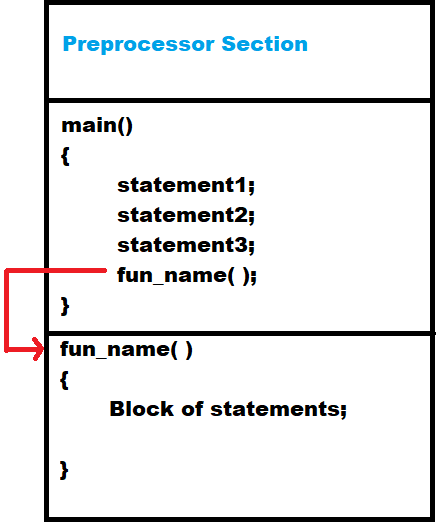 Preprocessor Section
main()
{
statement1;
statement2;
statement3;
fun_name( );
}
fun_name( )
{
Block of statements;
}